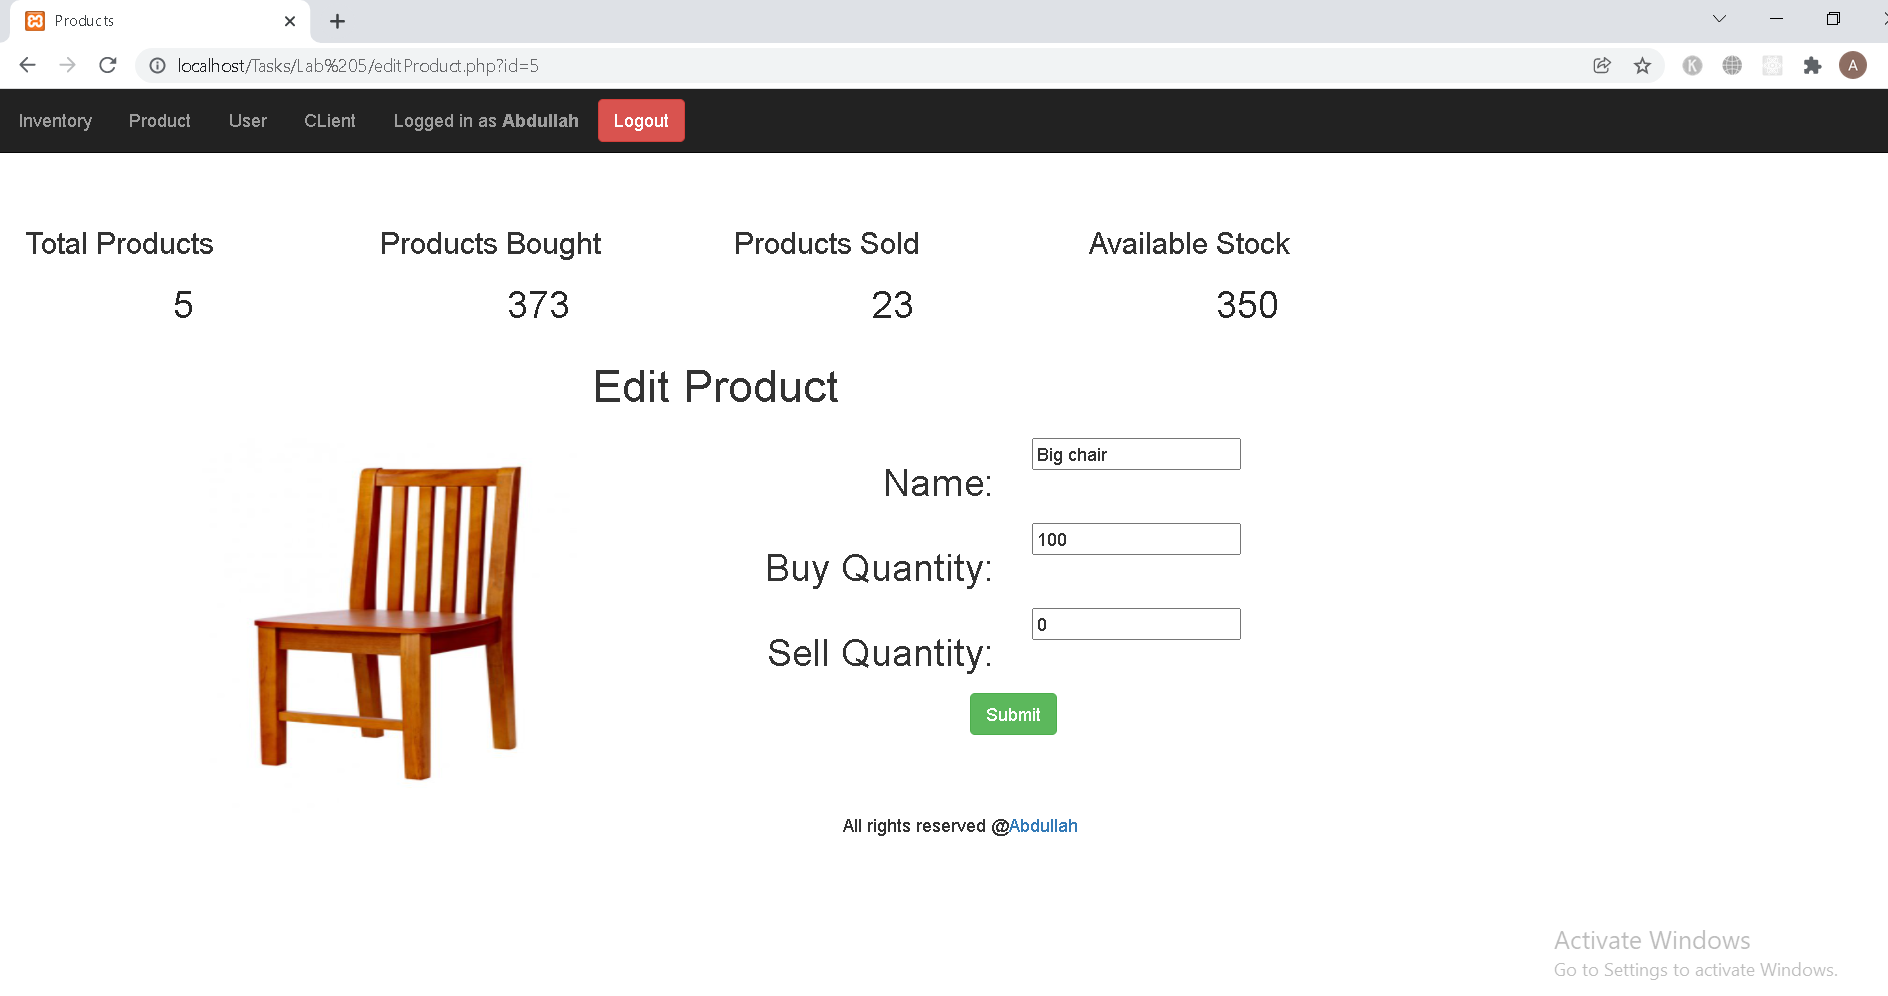 Products
localhost/Tasks/Lab%205/editProduct.php?id=5
K
A
Inventory Product User CLient Logged in as Abdullah Logout
Total Products Products Bought Products Sold Available Stock
5 373 23 350
Edit Product
Name: Big chair
Buy Quantity: 100
Sell Quantity: 0
Submit
All rights reserved @Abdullah
Activate Windows
Go to Settings to activate Windows.